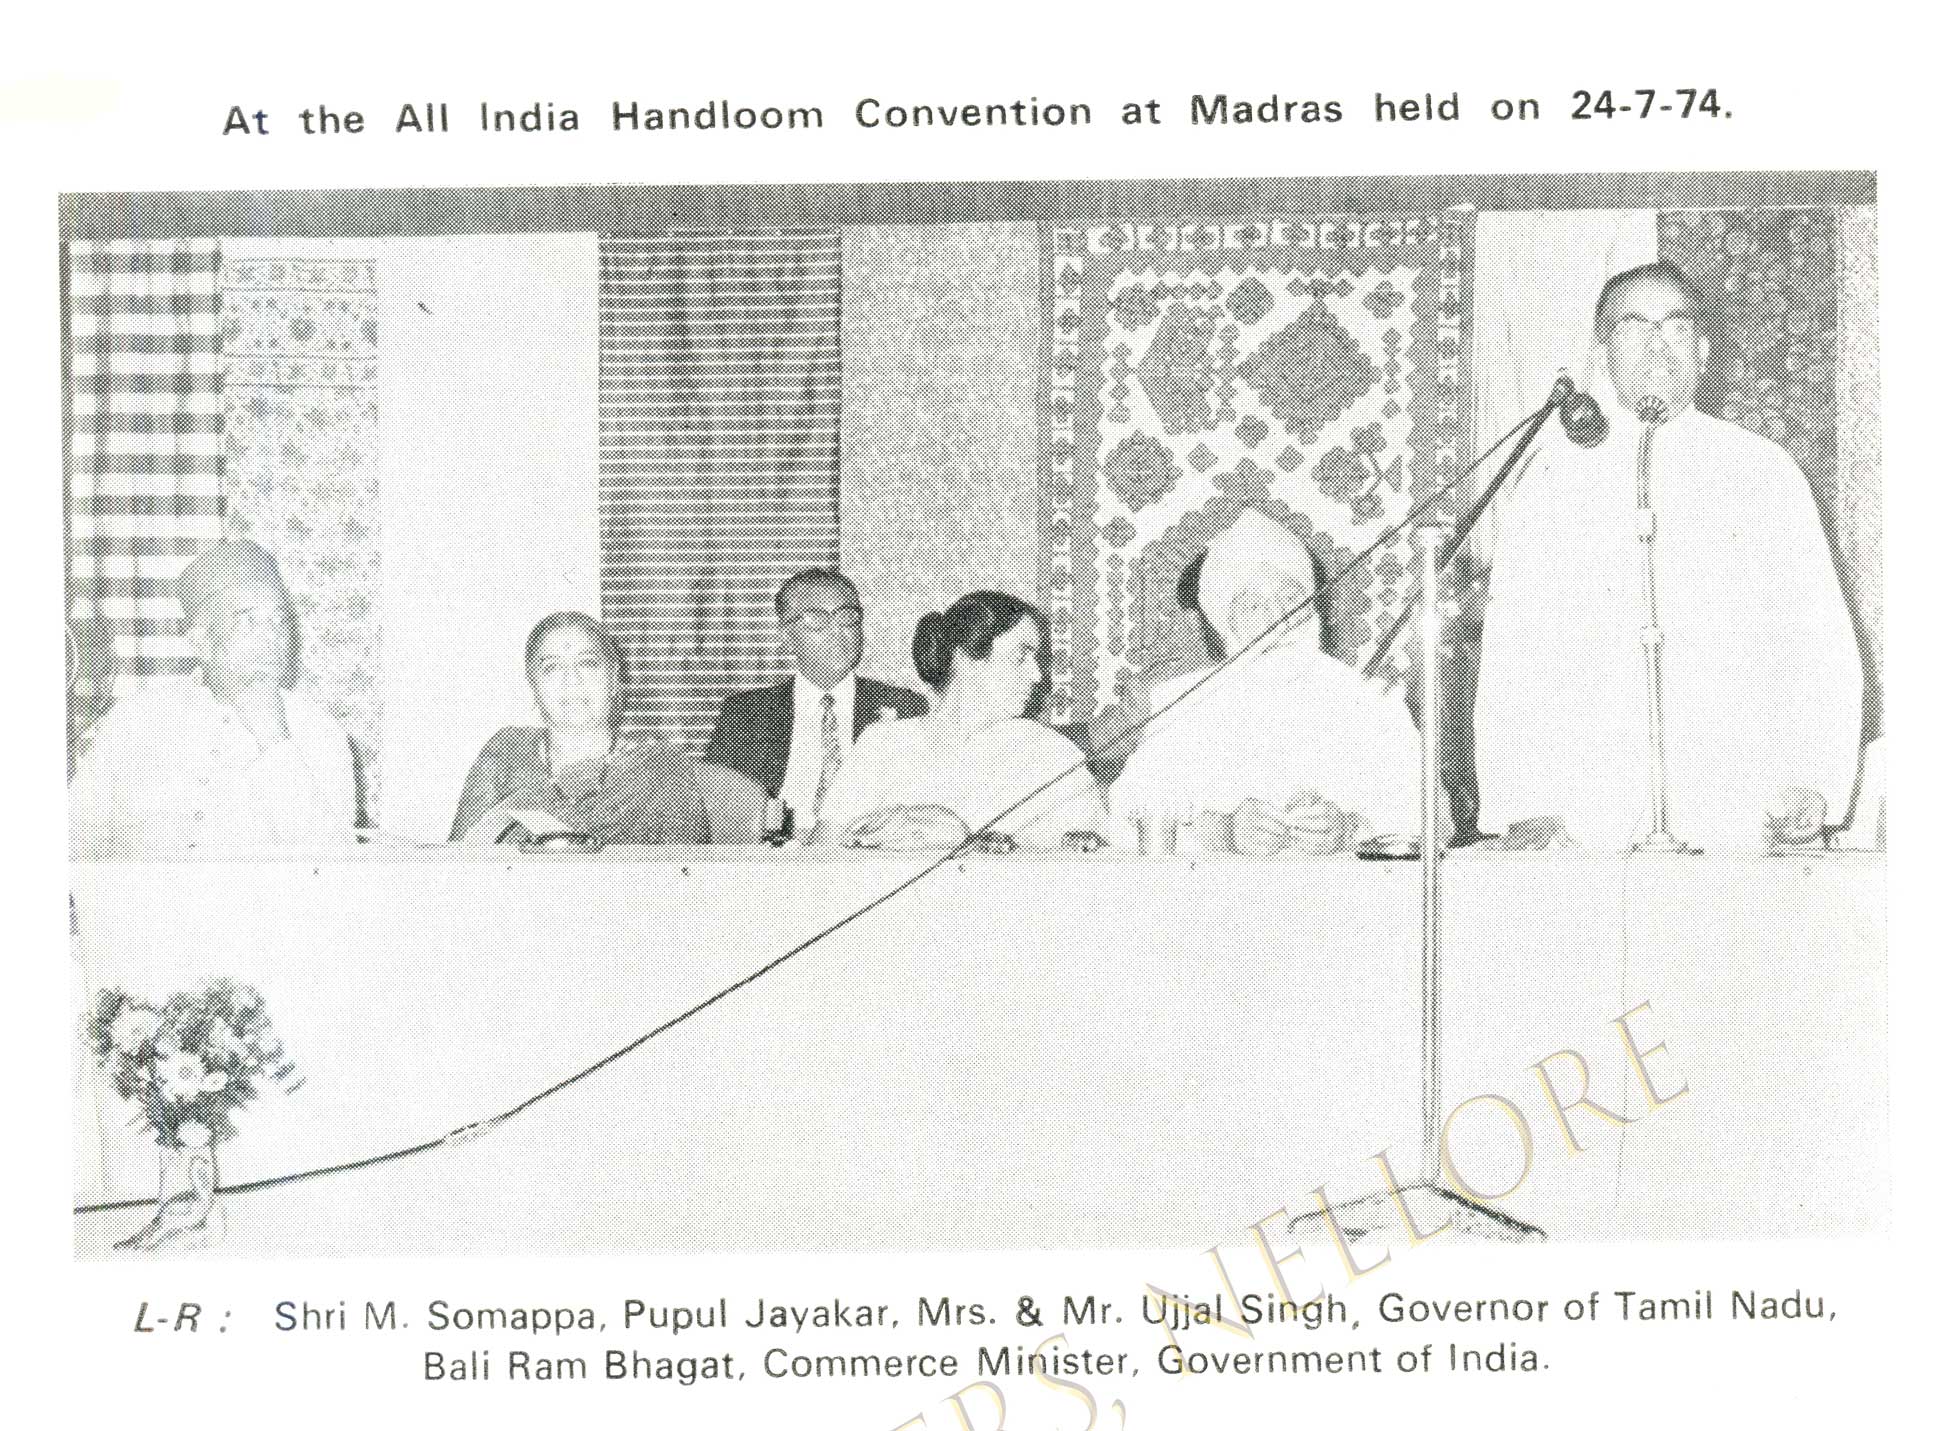 At the All India Handloom Convention at Madras held on 24-7-74.
L-R : Shri M. Somappa, Pupul Jayakar, Mrs. & Mr. Ujjal Singh, Governor of Tamil Nadu,
Bali Ram Bhagat, Commerce Minister, Government of India.
NELLORE